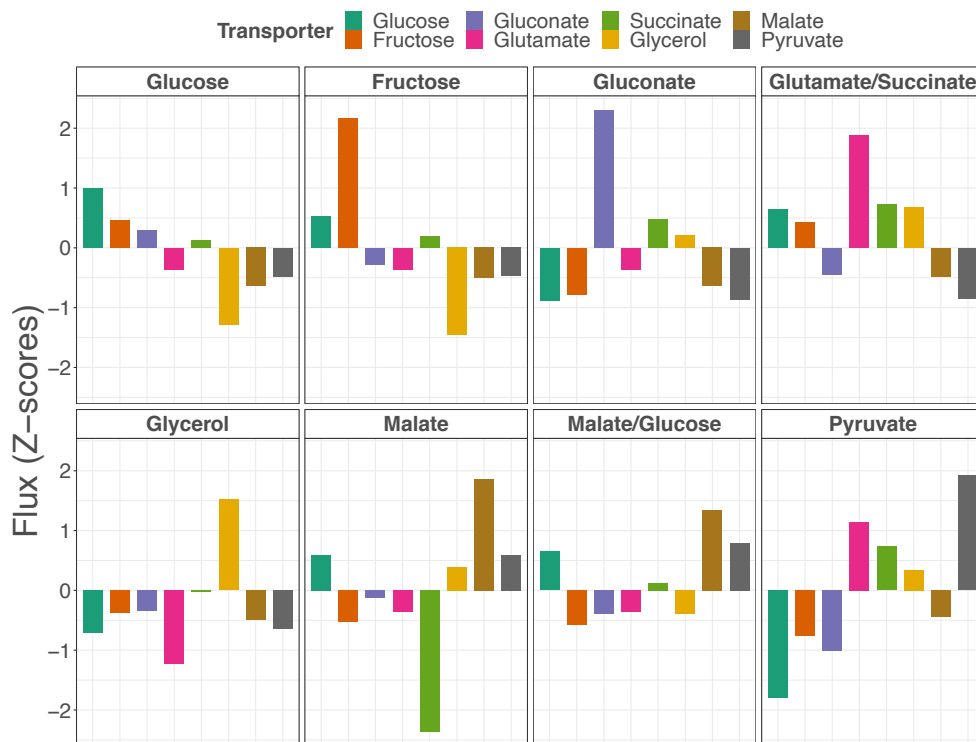 Transporter Glucose Gluconate Succinate Malate
Fructose Glutamate Glycerol Pyruvate
Glucose Fructose Gluconate Glutamate/Succinate
2
1
0
−1
−2
Flux (Z−scores)
Glycerol Malate Malate/Glucose Pyruvate
2
1
0
−1
−2